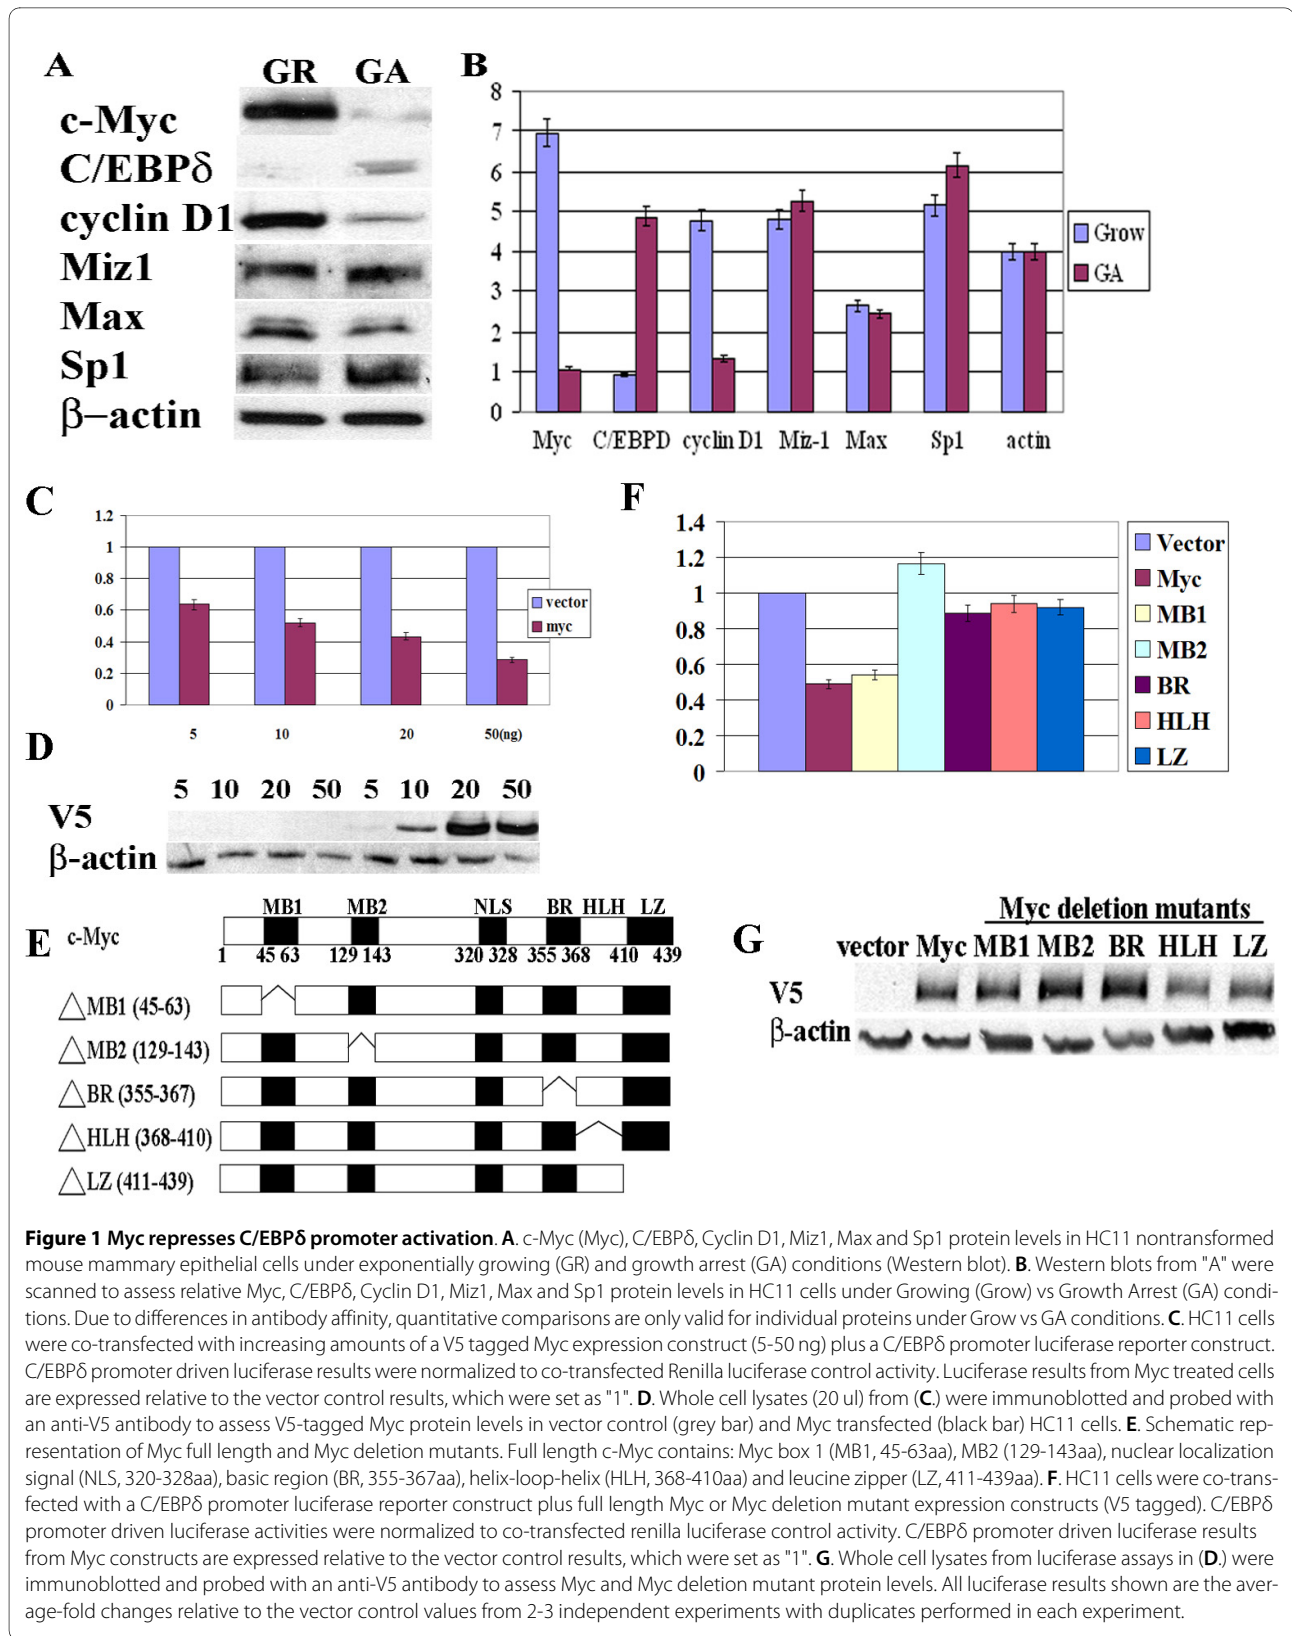 A
GR GA
c-Myc
C/EBPδ
cyclin D1
Miz1
Max
Sp1
β-actin
B
8
7
6
5
4
3
2
1
0
Myc C/EBPD cyclin D1 Miz-1 Max Sp1 actin
Grow
GA
C
1.2
1
0.8
0.6
0.4
0.2
0
5 10 20 50(ng)
vector
myc
D
5 10 20 50 5 10 20 50
V5
β-actin
E
MB1 MB2 NLS BR HLH LZ
c-Myc
1 45 63 129 143 320 328 355 368 410 439
△MB1 (45-63)
△MB2 (129-143)
△BR (355-367)
△HLH (368-410)
△LZ (411-439)
F
1.4
1.2
1
0.8
0.6
0.4
0.2
0
Vector
Myc
MB1
MB2
BR
HLH
LZ
G
Myc deletion mutants
vector Myc MB1 MB2 BR HLH LZ
V5
β-actin
Figure 1 Myc represses C/EBPδ promoter activation. A. c-Myc (Myc), C/EBPδ, Cyclin D1, Miz1, Max and Sp1 protein levels in HC11 nontransformed
mouse mammary epithelial cells under exponentially growing (GR) and growth arrest (GA) conditions (Western blot). B. Western blots from "A" were
scanned to assess relative Myc, C/EBPδ, Cyclin D1, Miz1, Max and Sp1 protein levels in HC11 cells under Growing (Grow) vs Growth Arrest (GA) condi-
tions. Due to differences in antibody affinity, quantitative comparisons are only valid for individual proteins under Grow vs GA conditions. C. HC11 cells
were co-transfected with increasing amounts of a V5 tagged Myc expression construct (5-50 ng) plus a C/EBPδ promoter luciferase reporter construct.
C/EBPδ promoter driven luciferase results were normalized to co-transfected Renilla luciferase control activity. Luciferase results from Myc treated cells
are expressed relative to the vector control results, which were set as "1". D. Whole cell lysates (20 ul) from (C.) were immunoblotted and probed with
an anti-V5 antibody to assess V5-tagged Myc protein levels in vector control (grey bar) and Myc transfected (black bar) HC11 cells. E. Schematic rep-
resentation of Myc full length and Myc deletion mutants. Full length c-Myc contains: Myc box 1 (MB1, 45-63aa), MB2 (129-143aa), nuclear localization
signal (NLS, 320-328aa), basic region (BR, 355-367aa), helix-loop-helix (HLH, 368-410aa) and leucine zipper (LZ, 411-439aa). F. HC11 cells were co-trans-
fected with a C/EBPδ promoter luciferase reporter construct plus full length Myc or Myc deletion mutant expression constructs (V5 tagged). C/EBPδ
promoter driven luciferase activities were normalized to co-transfected renilla luciferase control activity. C/EBPδ promoter driven luciferase results
from Myc constructs are expressed relative to the vector control results, which were set as "1". G. Whole cell lysates from luciferase assays in (D.) were
immunoblotted and probed with an anti-V5 antibody to assess Myc and Myc deletion mutant protein levels. All luciferase results shown are the aver-
age-fold changes relative to the vector control values from 2-3 independent experiments with duplicates performed in each experiment.